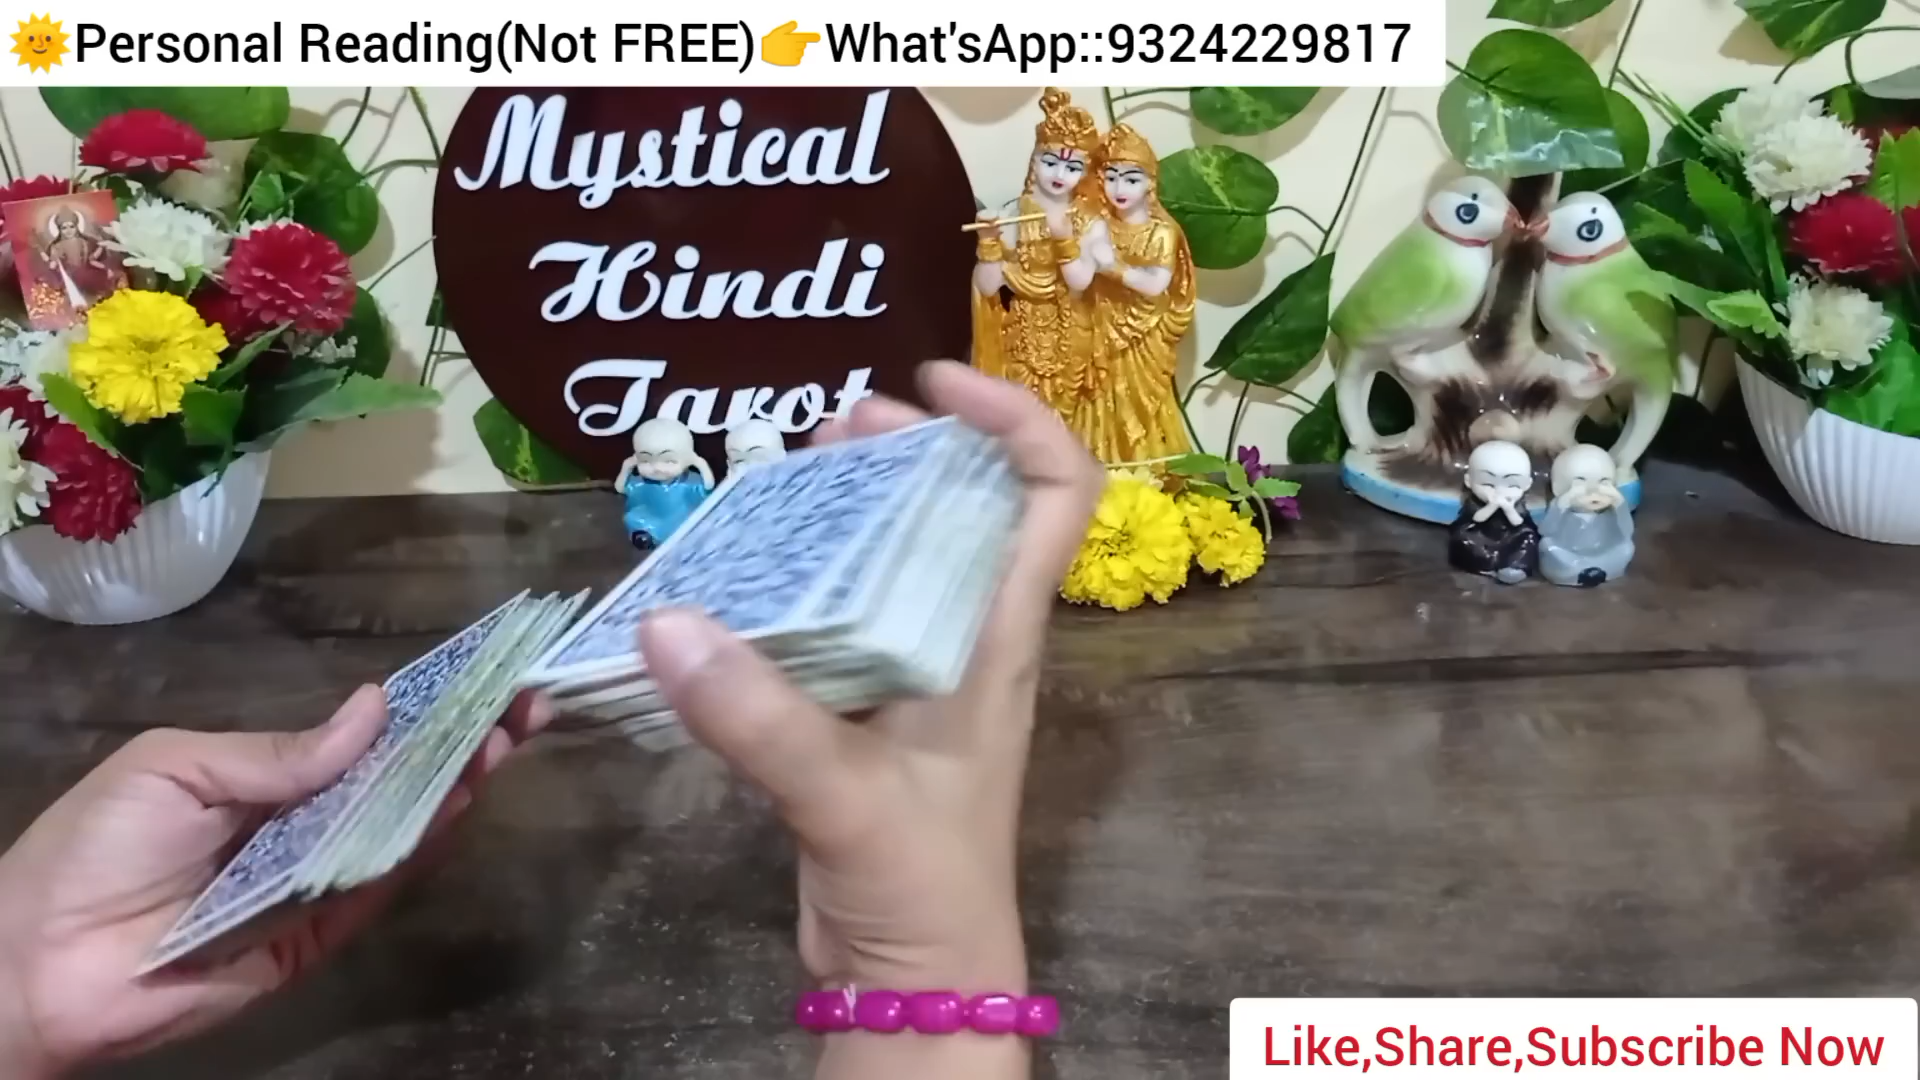 🌞Personal Reading(Not FREE)👉What'sApp::9324229817
Mystical
Hindi
Tarot
Like,Share,Subscribe Now